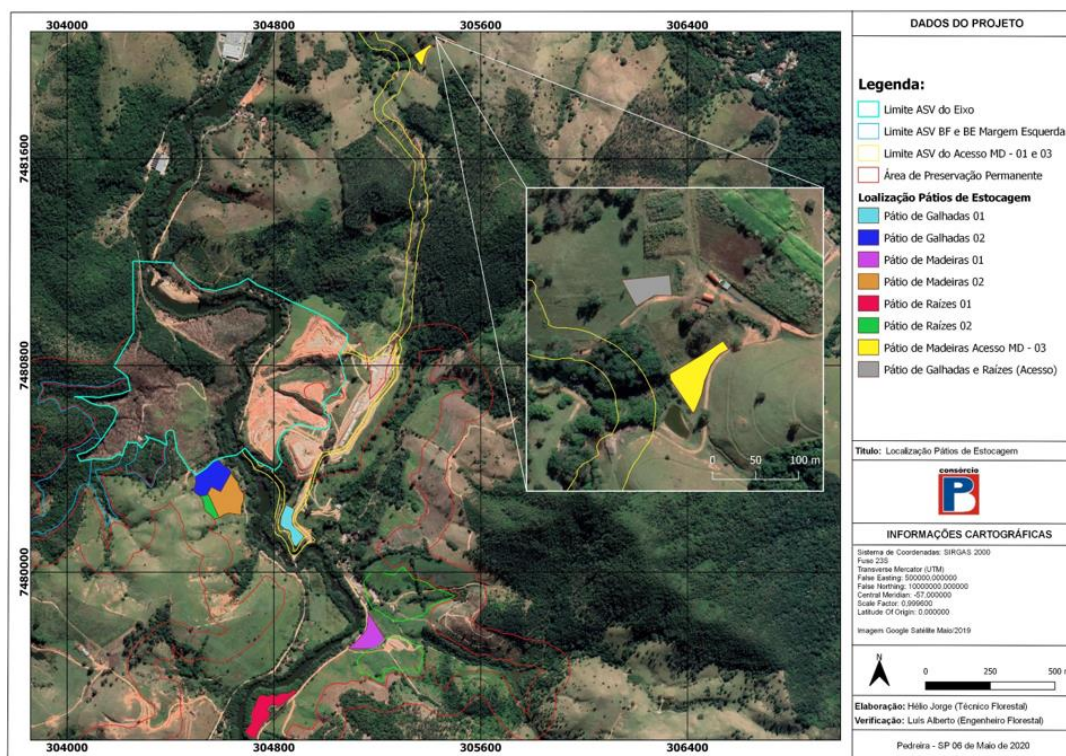 304000
304800
305600
306400
7481600
7480800
7480000
0 50 100 m
304000
304800
305600
306400
DADOS DO PROJETO
Legenda:
Limite ASV do Eixo
Limite ASV BF e BE Margem Esquerda
Limite ASV do Acesso MD - 01 e 03
Área de Preservação Permanente
Loalização Pátios de Estocagem
Pátio de Galhadas 01
Pátio de Galhadas 02
Pátio de Madeiras 01
Pátio de Madeiras 02
Pátio de Raízes 01
Pátio de Raízes 02
Pátio de Madeiras Acesso MD - 03
Pátio de Galhadas e Raízes (Acesso)
Titulo: Localização Pátios de Estocagem
consórcio
BP
INFORMAÇÕES CARTOGRÁFICAS
Sistema de Coordenadas: SIRGAS 2000
Fuso 23S
Transverse Mercator (UTM)
False Easting: 500000,000000
False Northing: 10000000,000000
Central Meridian: -57,000000
Scale Factor: 0,999600
Latitude Of Origin: 0,000000
Imagem Google Satélite Maio/2019
N
0 250 500 m
Elaboração: Hélio Jorge (Técnico Florestal)
Verificação: Luís Alberto (Engenheiro Florestal)
Pedreira - SP 06 de Maio de 2020